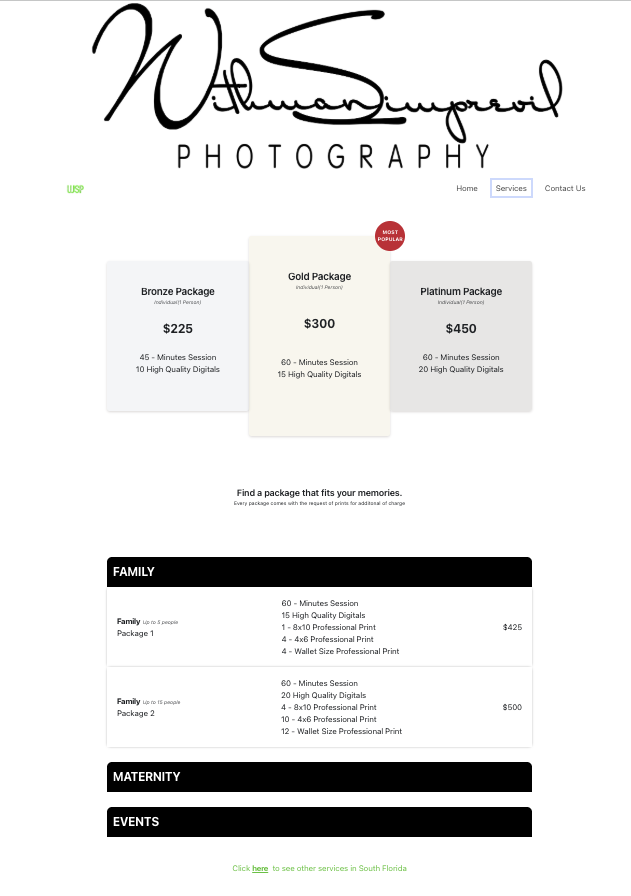 Withman Simprevil
PHOTOGRAPHY
WSP
Home
Services
Contact Us
MOST
POPULAR
Bronze Package
Individual(1 Person)
$225
45 - Minutes Session
10 High Quality Digitals
Gold Package
Individual(1 Person)
$300
60 - Minutes Session
15 High Quality Digitals
Platinum Package
Individual(1 Person)
$450
60 - Minutes Session
20 High Quality Digitals
Find a package that fits your memories.
Every package comes with the request of prints for additonal of charge
FAMILY
Family Up to 5 people
Package 1
60 - Minutes Session
15 High Quality Digitals
1 - 8x10 Professional Print
4 - 4x6 Professional Print
4 - Wallet Size Professional Print
$425
Family Up to 15 people
Package 2
60 - Minutes Session
20 High Quality Digitals
4 - 8x10 Professional Print
10 - 4x6 Professional Print
12 - Wallet Size Professional Print
$500
MATERNITY
EVENTS
Click here to see other services in South Florida